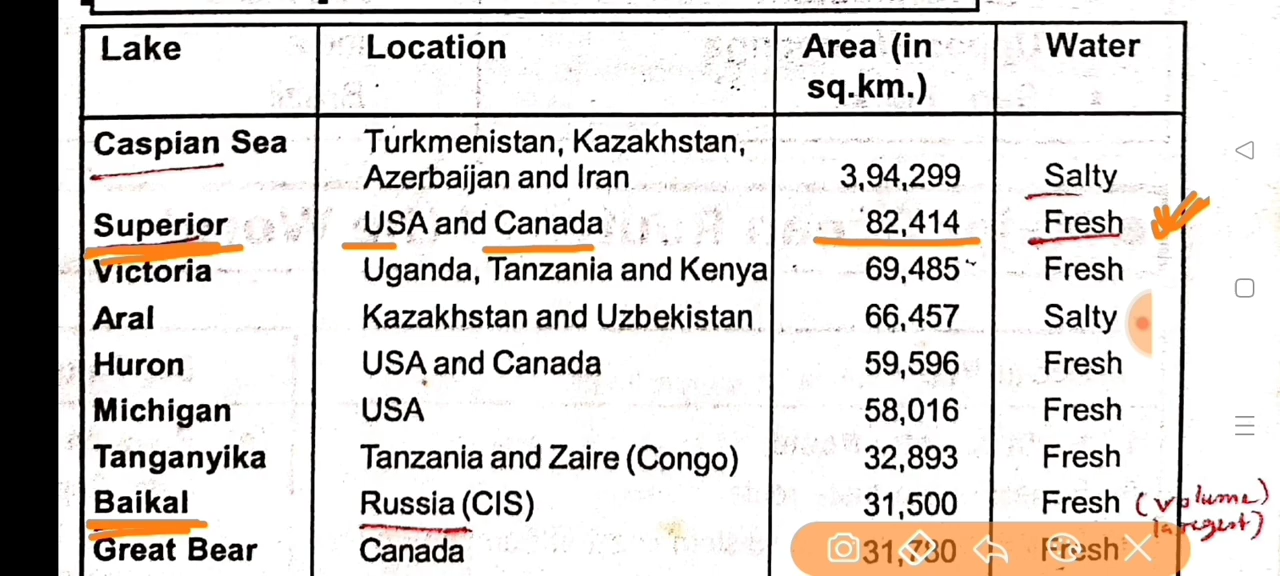 Lake Location Area (in Water
sq.km.)
Caspian Sea Turkmenistan, Kazakhstan,
Azerbaijan and Iran 3,94,299 Salty
Superior USA and Canada 82,414 Fresh
Victoria Uganda, Tanzania and Kenya 69,485 Fresh
Aral Kazakhstan and Uzbekistan 66,457 Salty
Huron USA and Canada 59,596 Fresh
Michigan USA 58,016 Fresh
Tanganyika Tanzania and Zaire (Congo) 32,893 Fresh
Baikal Russia (CIS) 31,500 Fresh (volume)
largest)
Great Bear Canada Fresh